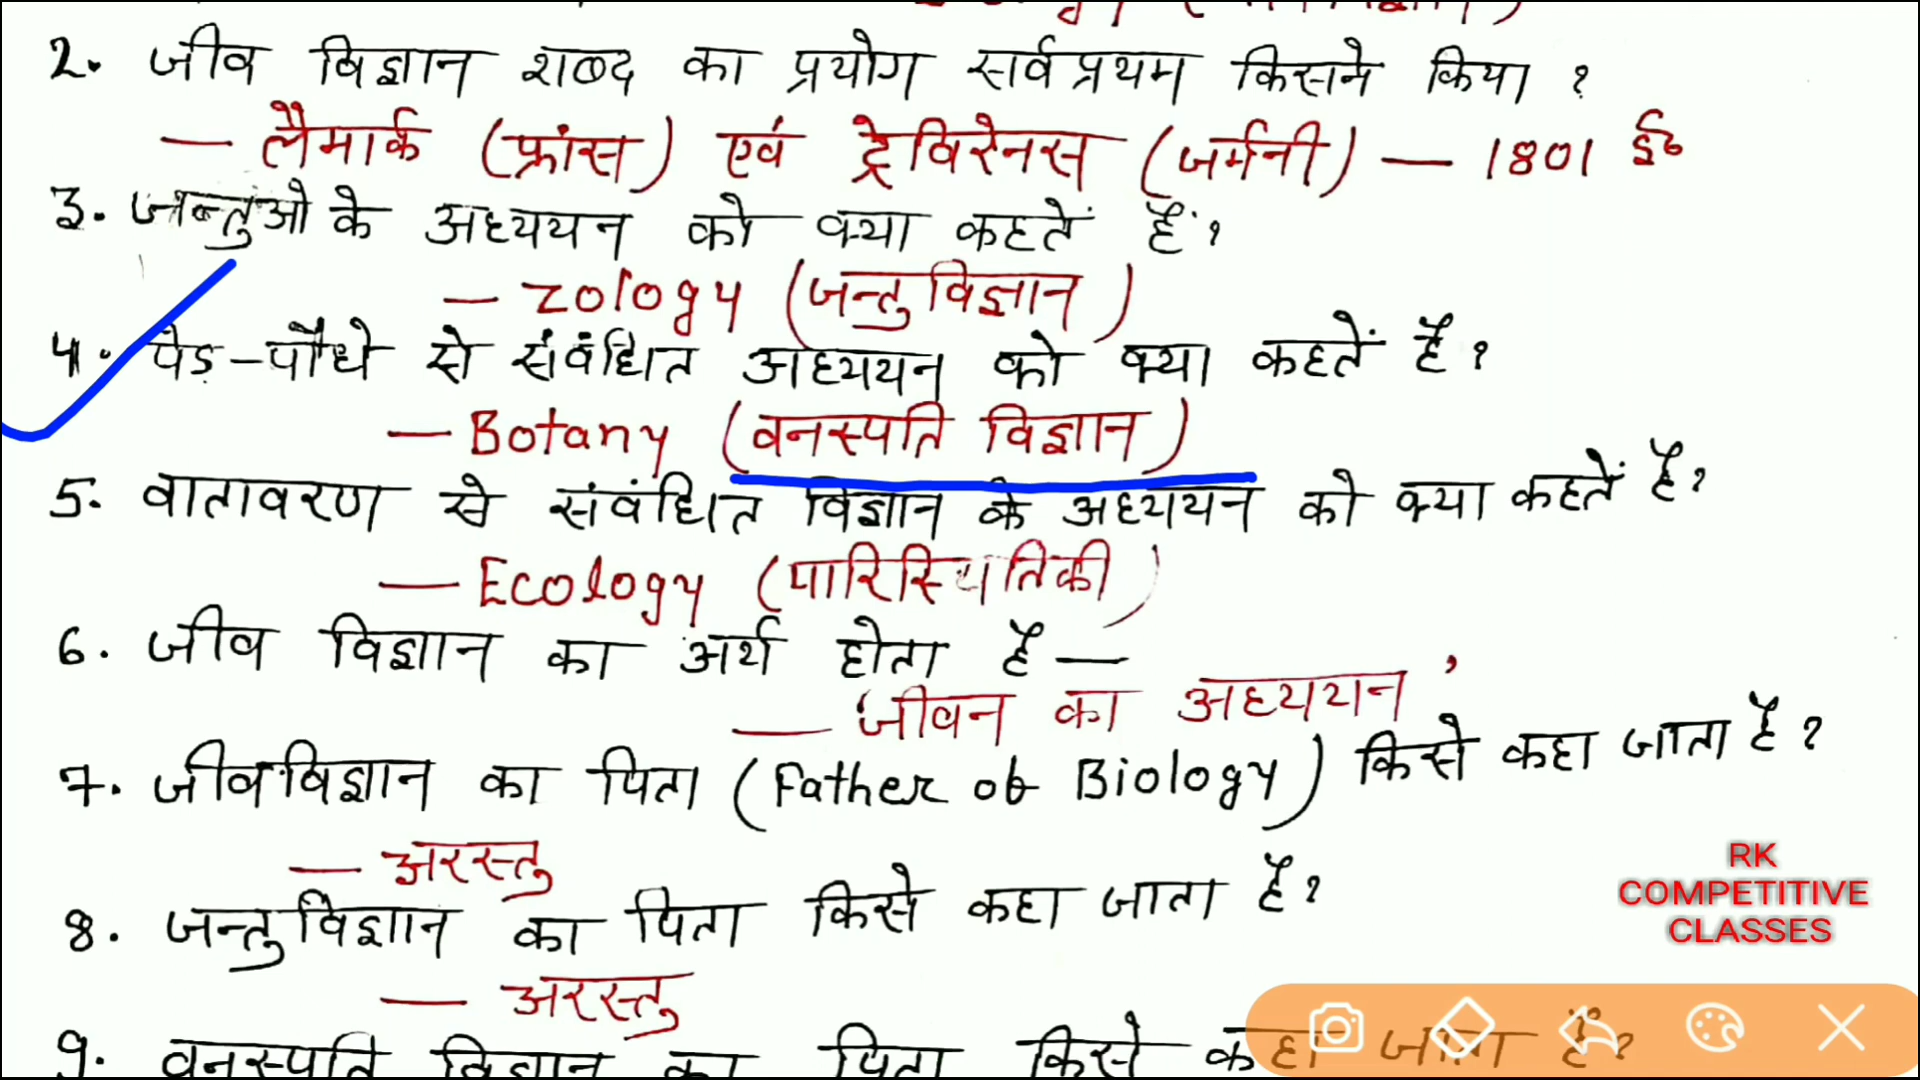 2. जीव विज्ञान शब्द का प्रयोग सर्वप्रथम किसने किया ?
— लैमार्क (फ्रांस) एवं ट्रेविरेनस (जर्मनी) — 1801 ई०
3. जन्तुओ के अध्ययन को क्या कहतें हैं ?
— Zology (जन्तु विज्ञान)
4. पेड़-पौधे से संबंधित अध्ययन को क्या कहतें हैं ?
— Botany (वनस्पति विज्ञान)
5. वातावरण से संबंधित विज्ञान के अध्ययन को क्या कहतें हैं ?
— Ecology (पारिस्थितिकी)
6. जीव विज्ञान का अर्थ होता है —
— जीवन का अध्ययन '
7. जीव विज्ञान का पिता (Father of Biology) किसे कहा जाता है ?
— अरस्तु
8. जन्तु विज्ञान का पिता किसे कहा जाता है ?
— अरस्तु
9. वनस्पति विज्ञान का पिता किसे कहा जाता है ?
RK
COMPETITIVE
CLASSES